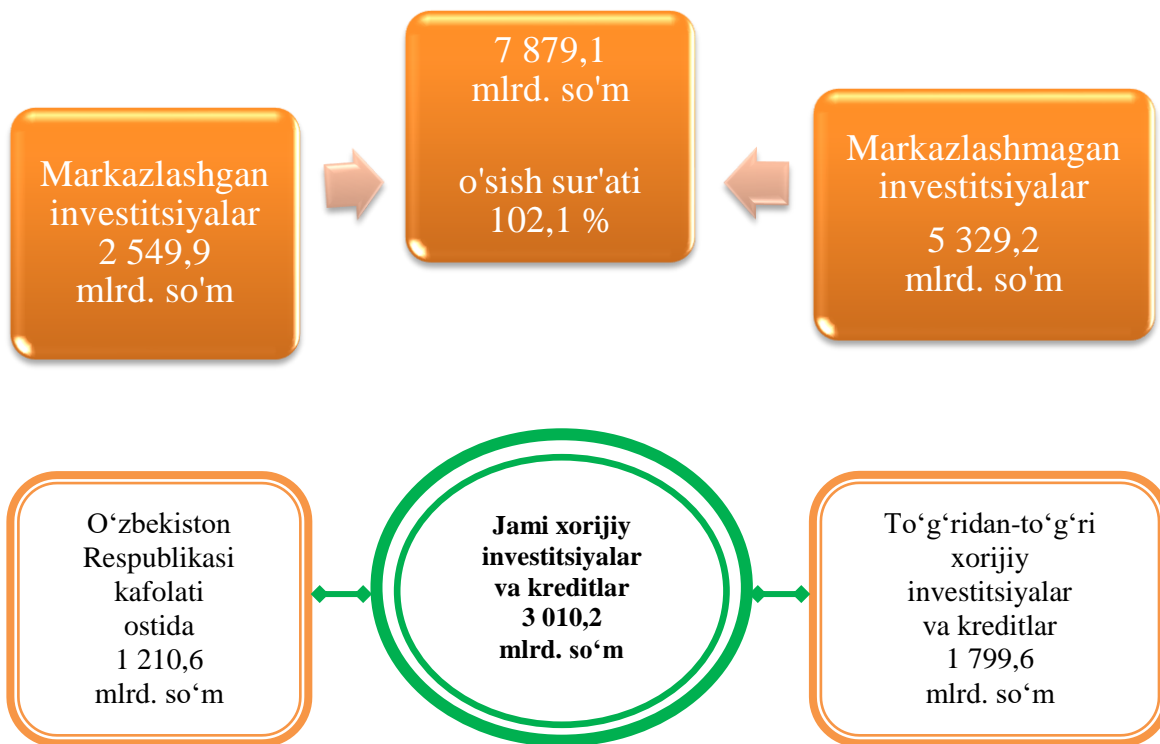 Markazlashgan
investitsiyalar
2 549,9
mlrd. so'm
7 879,1
mlrd. so'm
o'sish sur'ati
102,1 %
Markazlashmagan
investitsiyalar
5 329,2
mlrd. so'm
O‘zbekiston
Respublikasi
kafolati
ostida
1 210,6
mlrd. so‘m
Jami xorijiy
investitsiyalar
va kreditlar
3 010,2
mlrd. so‘m
To‘g‘ridan-to‘g‘ri
xorijiy
investitsiyalar
va kreditlar
1 799,6
mlrd. so‘m